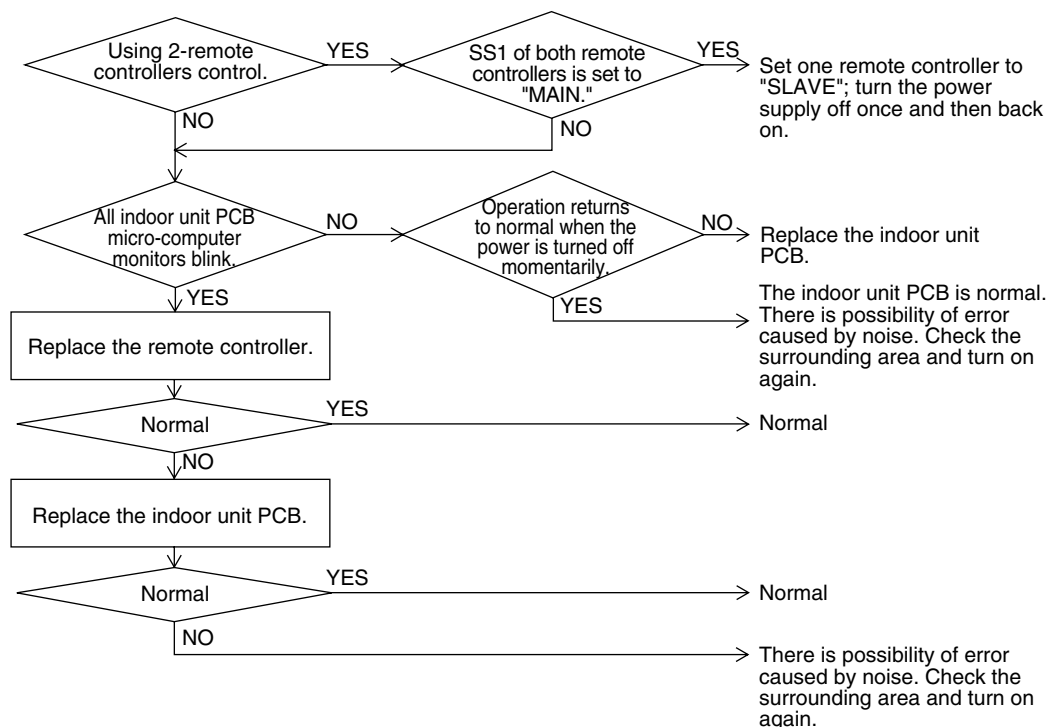 Using 2-remote
controllers control.
YES
SS1 of both remote
controllers is set to
"MAIN."
YES
Set one remote controller to
"SLAVE"; turn the power
supply off once and then back
on.
NO
NO
All indoor unit PCB
micro-computer
monitors blink.
NO
Operation returns
to normal when the
power is turned off
momentarily.
NO
Replace the indoor unit
PCB.
YES
YES
The indoor unit PCB is normal.
There is possibility of error
caused by noise. Check the
surrounding area and turn on
again.
Replace the remote controller.
Normal
YES
Normal
NO
Replace the indoor unit PCB.
Normal
YES
Normal
NO
There is possibility of error
caused by noise. Check the
surrounding area and turn on
again.